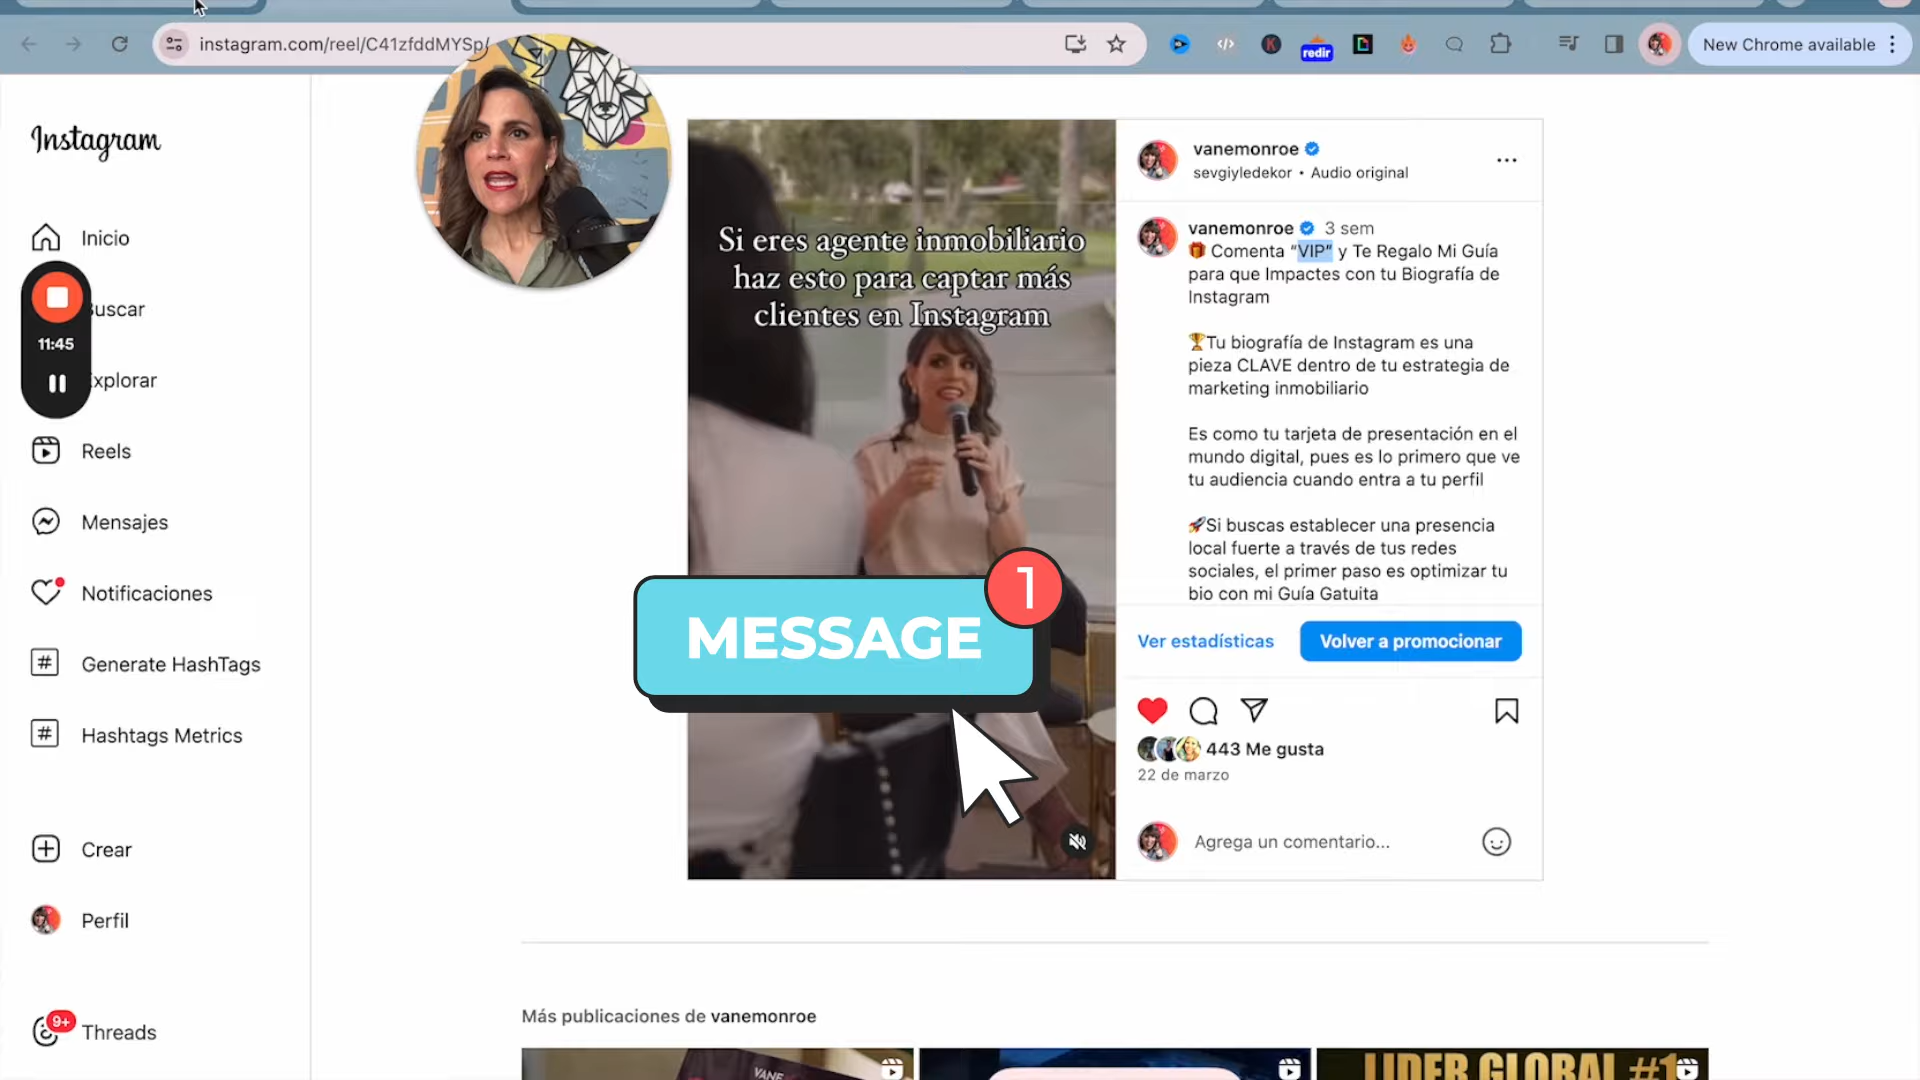 instagram.com/reel/C41zfddMYSp/
redir
New Chrome available
Instagram
Inicio
Buscar
11:45
Explorar
Reels
Mensajes
Notificaciones
Generate HashTags
Hashtags Metrics
Crear
Perfil
9+
Threads
Si eres agente inmobiliario
haz esto para captar más
clientes en Instagram
MESSAGE
1
vanemonroe
sevgiyledekor • Audio original
vanemonroe 3 sem
🎁 Comenta “VIP” y Te Regalo Mi Guía
para que Impactes con tu Biografía de
Instagram
🏆Tu biografía de Instagram es una
pieza CLAVE dentro de tu estrategia de
marketing inmobiliario
Es como tu tarjeta de presentación en el
mundo digital, pues es lo primero que ve
tu audiencia cuando entra a tu perfil
🚀Si buscas establecer una presencia
local fuerte a través de tus redes
sociales, el primer paso es optimizar tu
bio con mi Guía Gatuita
Ver estadísticas
Volver a promocionar
443 Me gusta
22 de marzo
Agrega un comentario...
Más publicaciones de vanemonroe
VANE
LIDER GLOBAL #1